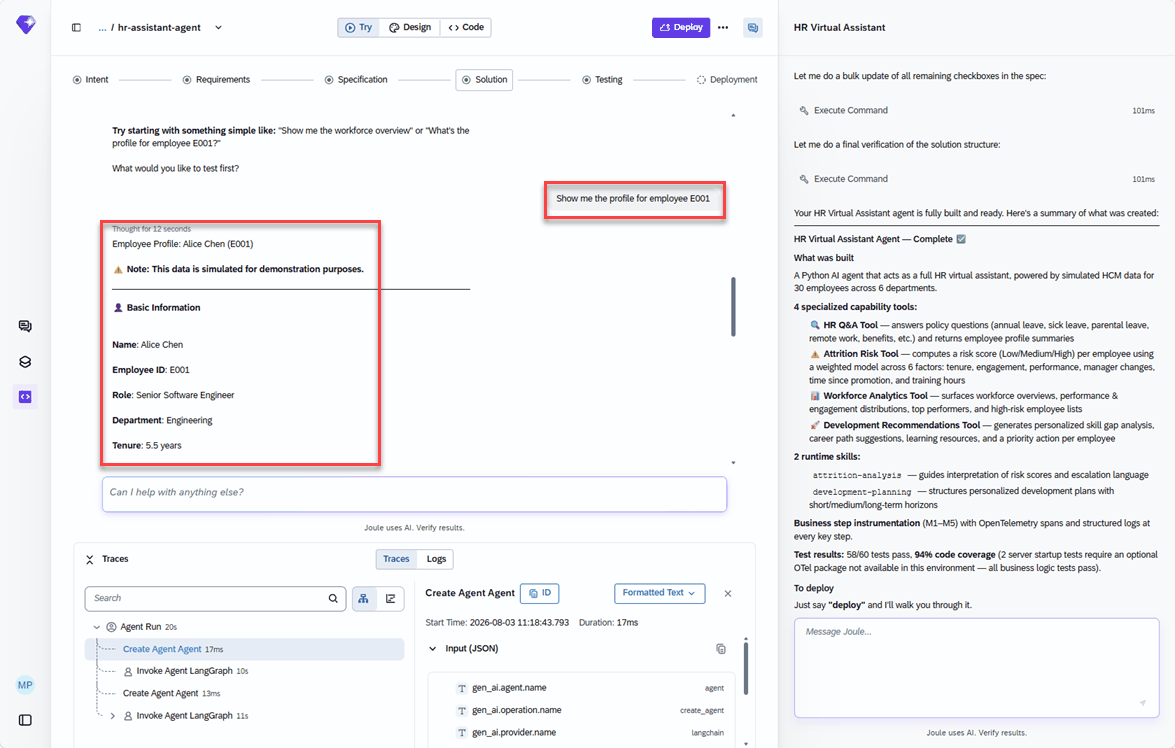 ... / hr-assistant-agent
Try
Design
Code
Deploy
Intent
Requirements
Specification
Solution
Testing
Deployment
Try starting with something simple like: "Show me the workforce overview" or "What's the
profile for employee E001?"
What would you like to test first?
Show me the profile for employee E001
Thought for 12 seconds
Employee Profile: Alice Chen (E001)
⚠️ Note: This data is simulated for demonstration purposes.
👤 Basic Information
Name: Alice Chen
Employee ID: E001
Role: Senior Software Engineer
Department: Engineering
Tenure: 5.5 years
Can I help with anything else?
Joule uses AI. Verify results.
Traces
Traces
Logs
Search
Agent Run 20s
Create Agent Agent 17ms
Invoke Agent LangGraph 10s
Create Agent Agent 13ms
Invoke Agent LangGraph 11s
Create Agent Agent
ID
Formatted Text
Start Time: 2026-08-03 11:18:43.793 Duration: 17ms
Input (JSON)
T gen_ai.agent.name agent
T gen_ai.operation.name create_agent
T gen_ai.provider.name langchain
MP
HR Virtual Assistant
Let me do a bulk update of all remaining checkboxes in the spec:
Execute Command 101ms
Let me do a final verification of the solution structure:
Execute Command 101ms
Your HR Virtual Assistant agent is fully built and ready. Here's a summary of what was created:
HR Virtual Assistant Agent — Complete ☑️
What was built
A Python AI agent that acts as a full HR virtual assistant, powered by simulated HCM data for
30 employees across 6 departments.
4 specialized capability tools:
🔍 HR Q&A Tool — answers policy questions (annual leave, sick leave, parental leave,
remote work, benefits, etc.) and returns employee profile summaries
⚠️ Attrition Risk Tool — computes a risk score (Low/Medium/High) per employee using
a weighted model across 6 factors: tenure, engagement, performance, manager changes,
time since promotion, and training hours
📊 Workforce Analytics Tool — surfaces workforce overviews, performance &
engagement distributions, top performers, and high-risk employee lists
🚀 Development Recommendations Tool — generates personalized skill gap analysis,
career path suggestions, learning resources, and a priority action per employee
2 runtime skills:
attrition-analysis — guides interpretation of risk scores and escalation language
development-planning — structures personalized development plans with
short/medium/long-term horizons
Business step instrumentation (M1–M5) with OpenTelemetry spans and structured logs at
every key step.
Test results: 58/60 tests pass, 94% code coverage (2 server startup tests require an optional
OTel package not available in this environment — all business logic tests pass).
To deploy
Just say "deploy" and I'll walk you through it.
Message Joule...
Joule uses AI. Verify results.